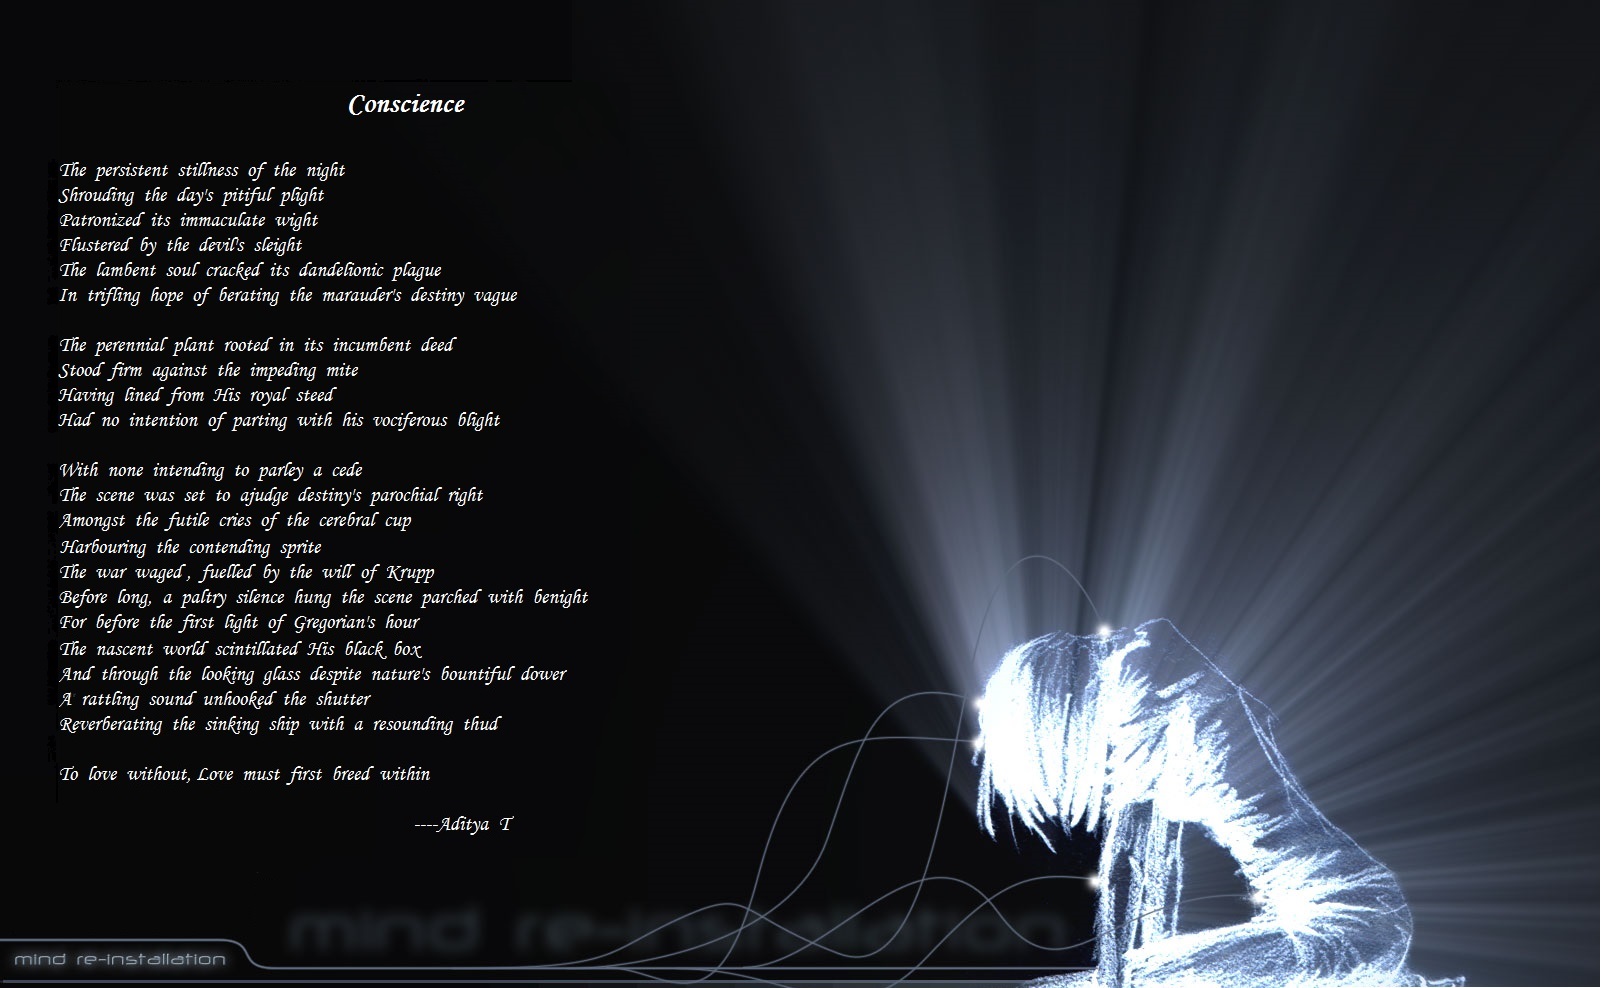 Conscience
The persistent stillness of the night
Shrouding the day's pitiful plight
Patronized its immaculate wight
Flustered by the devil's sleight
The lambent soul cracked its dandelionic plague
In trifling hope of berating the marauder's destiny vague
The perennial plant rooted in its incumbent deed
Stood firm against the impeding mite
Having lined from His royal steed
Had no intention of parting with his vociferous blight
With none intending to parley a cede
The scene was set to ajudge destiny's parochial right
Amongst the futile cries of the cerebral cup
Harbouring the contending sprite
The war waged, fuelled by the will of Krupp
Before long, a paltry silence hung the scene parched with benight
For before the first light of Gregorian's hour
The nascent world scintillated His black box
And through the looking glass despite nature's bountiful dower
A rattling sound unhooked the shutter
Reverberating the sinking ship with a resounding thud
To love without, Love must first breed within
----Aditya T
mind re-installation
mind re-installation